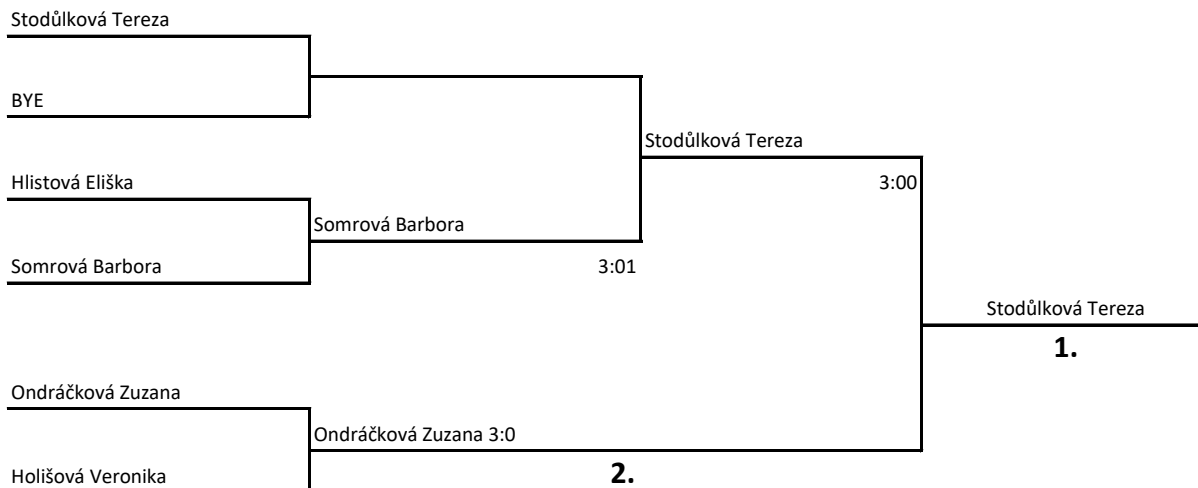 Stodůlková Tereza
BYE
Stodůlková Tereza
Hlistová Eliška
3:00
Somrová Barbora
Somrová Barbora
3:01
Stodůlková Tereza
1.
Ondráčková Zuzana
Ondráčková Zuzana 3:0
Holišová Veronika
2.